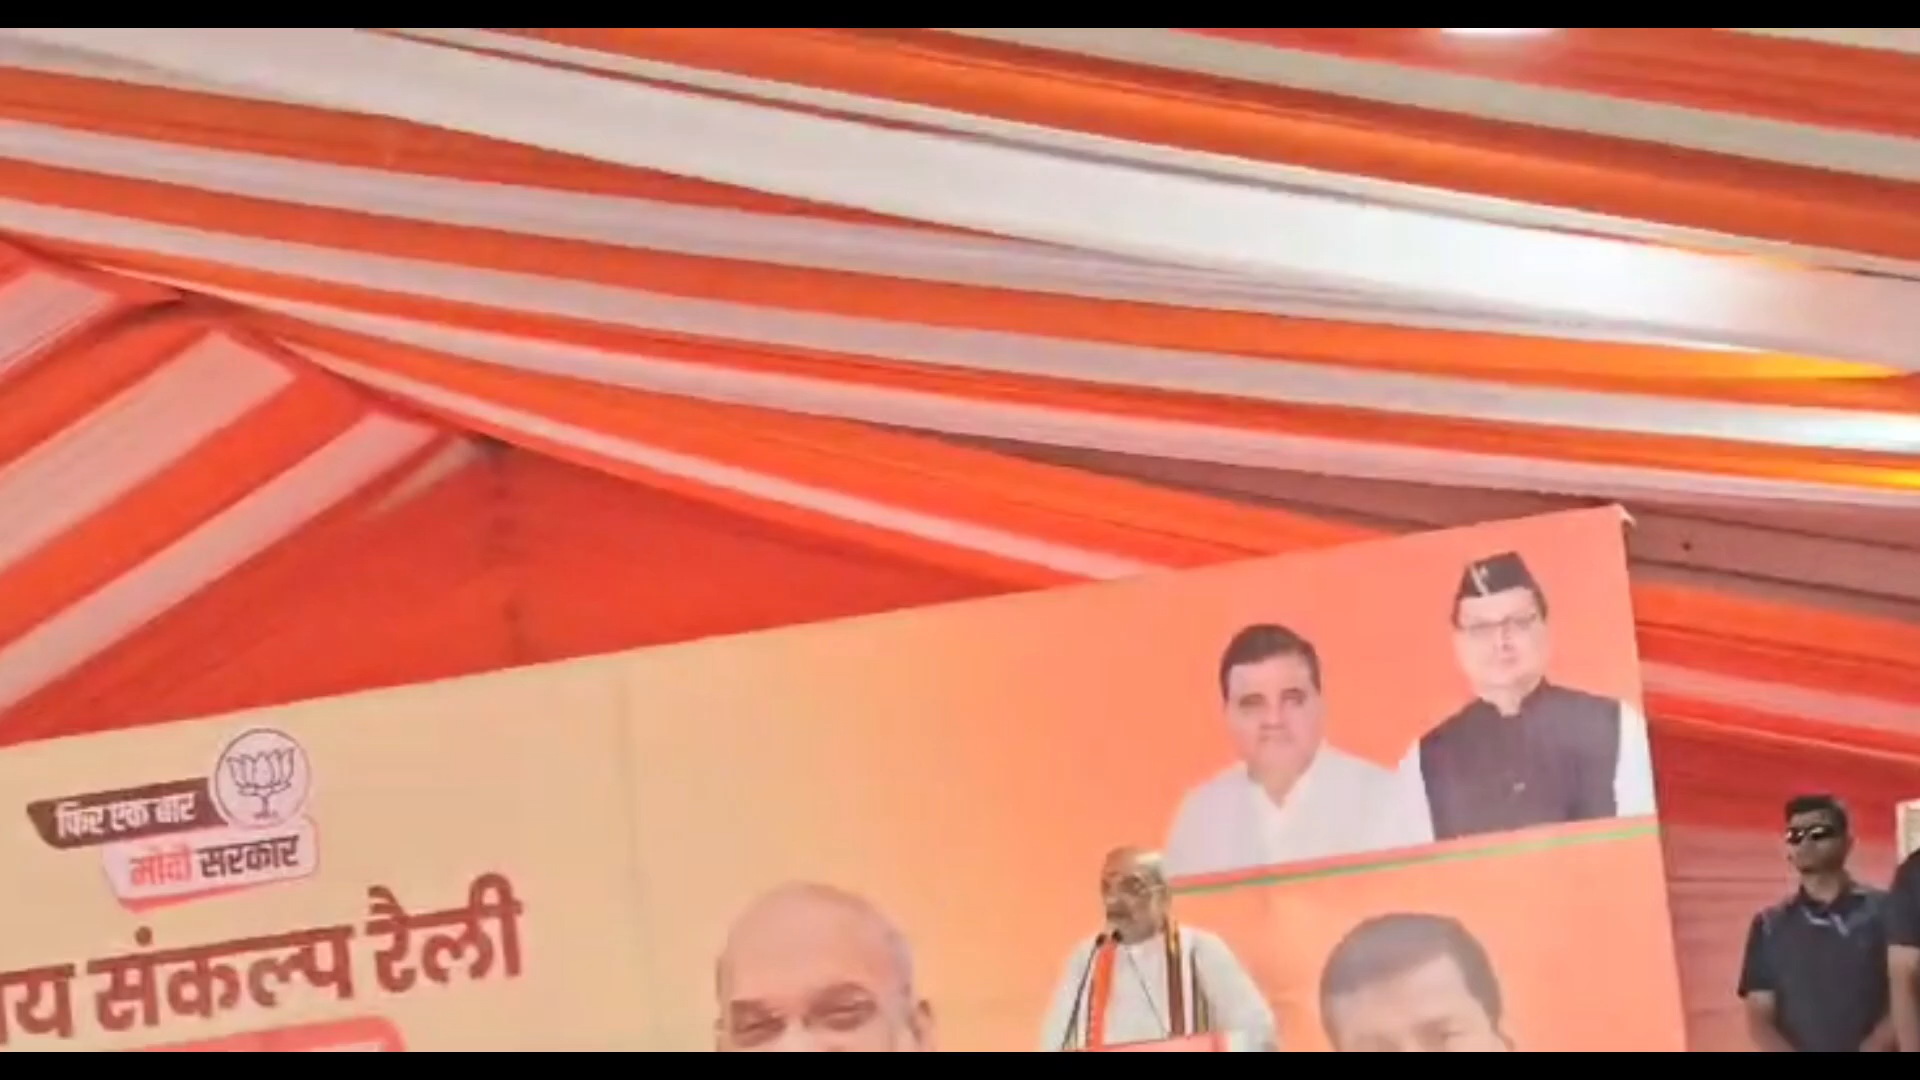 फिर एक बार
मोदी सरकार
संकल्प रैली